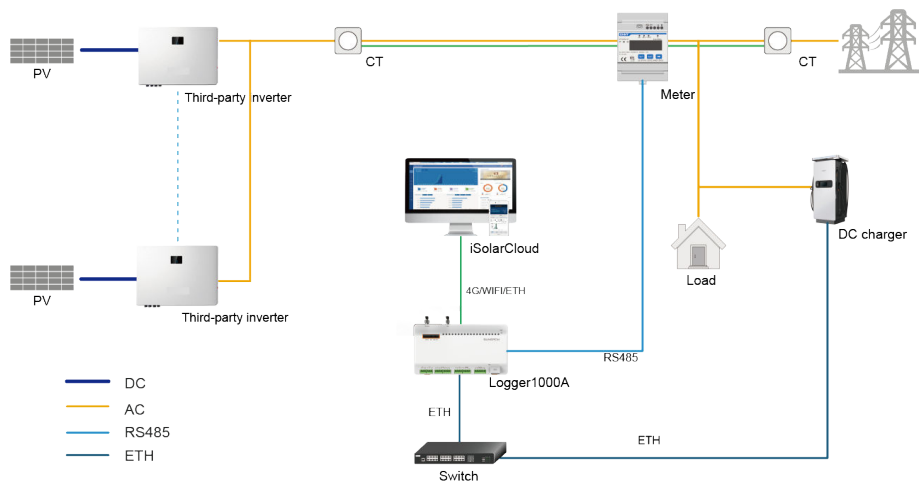 CT
CT
PV
Third-party inverter
Meter
DC charger
iSolarCloud
Load
4G/WIFI/ETH
PV
Third-party inverter
RS485
Logger1000A
DC
AC
RS485
ETH
ETH
ETH
Switch